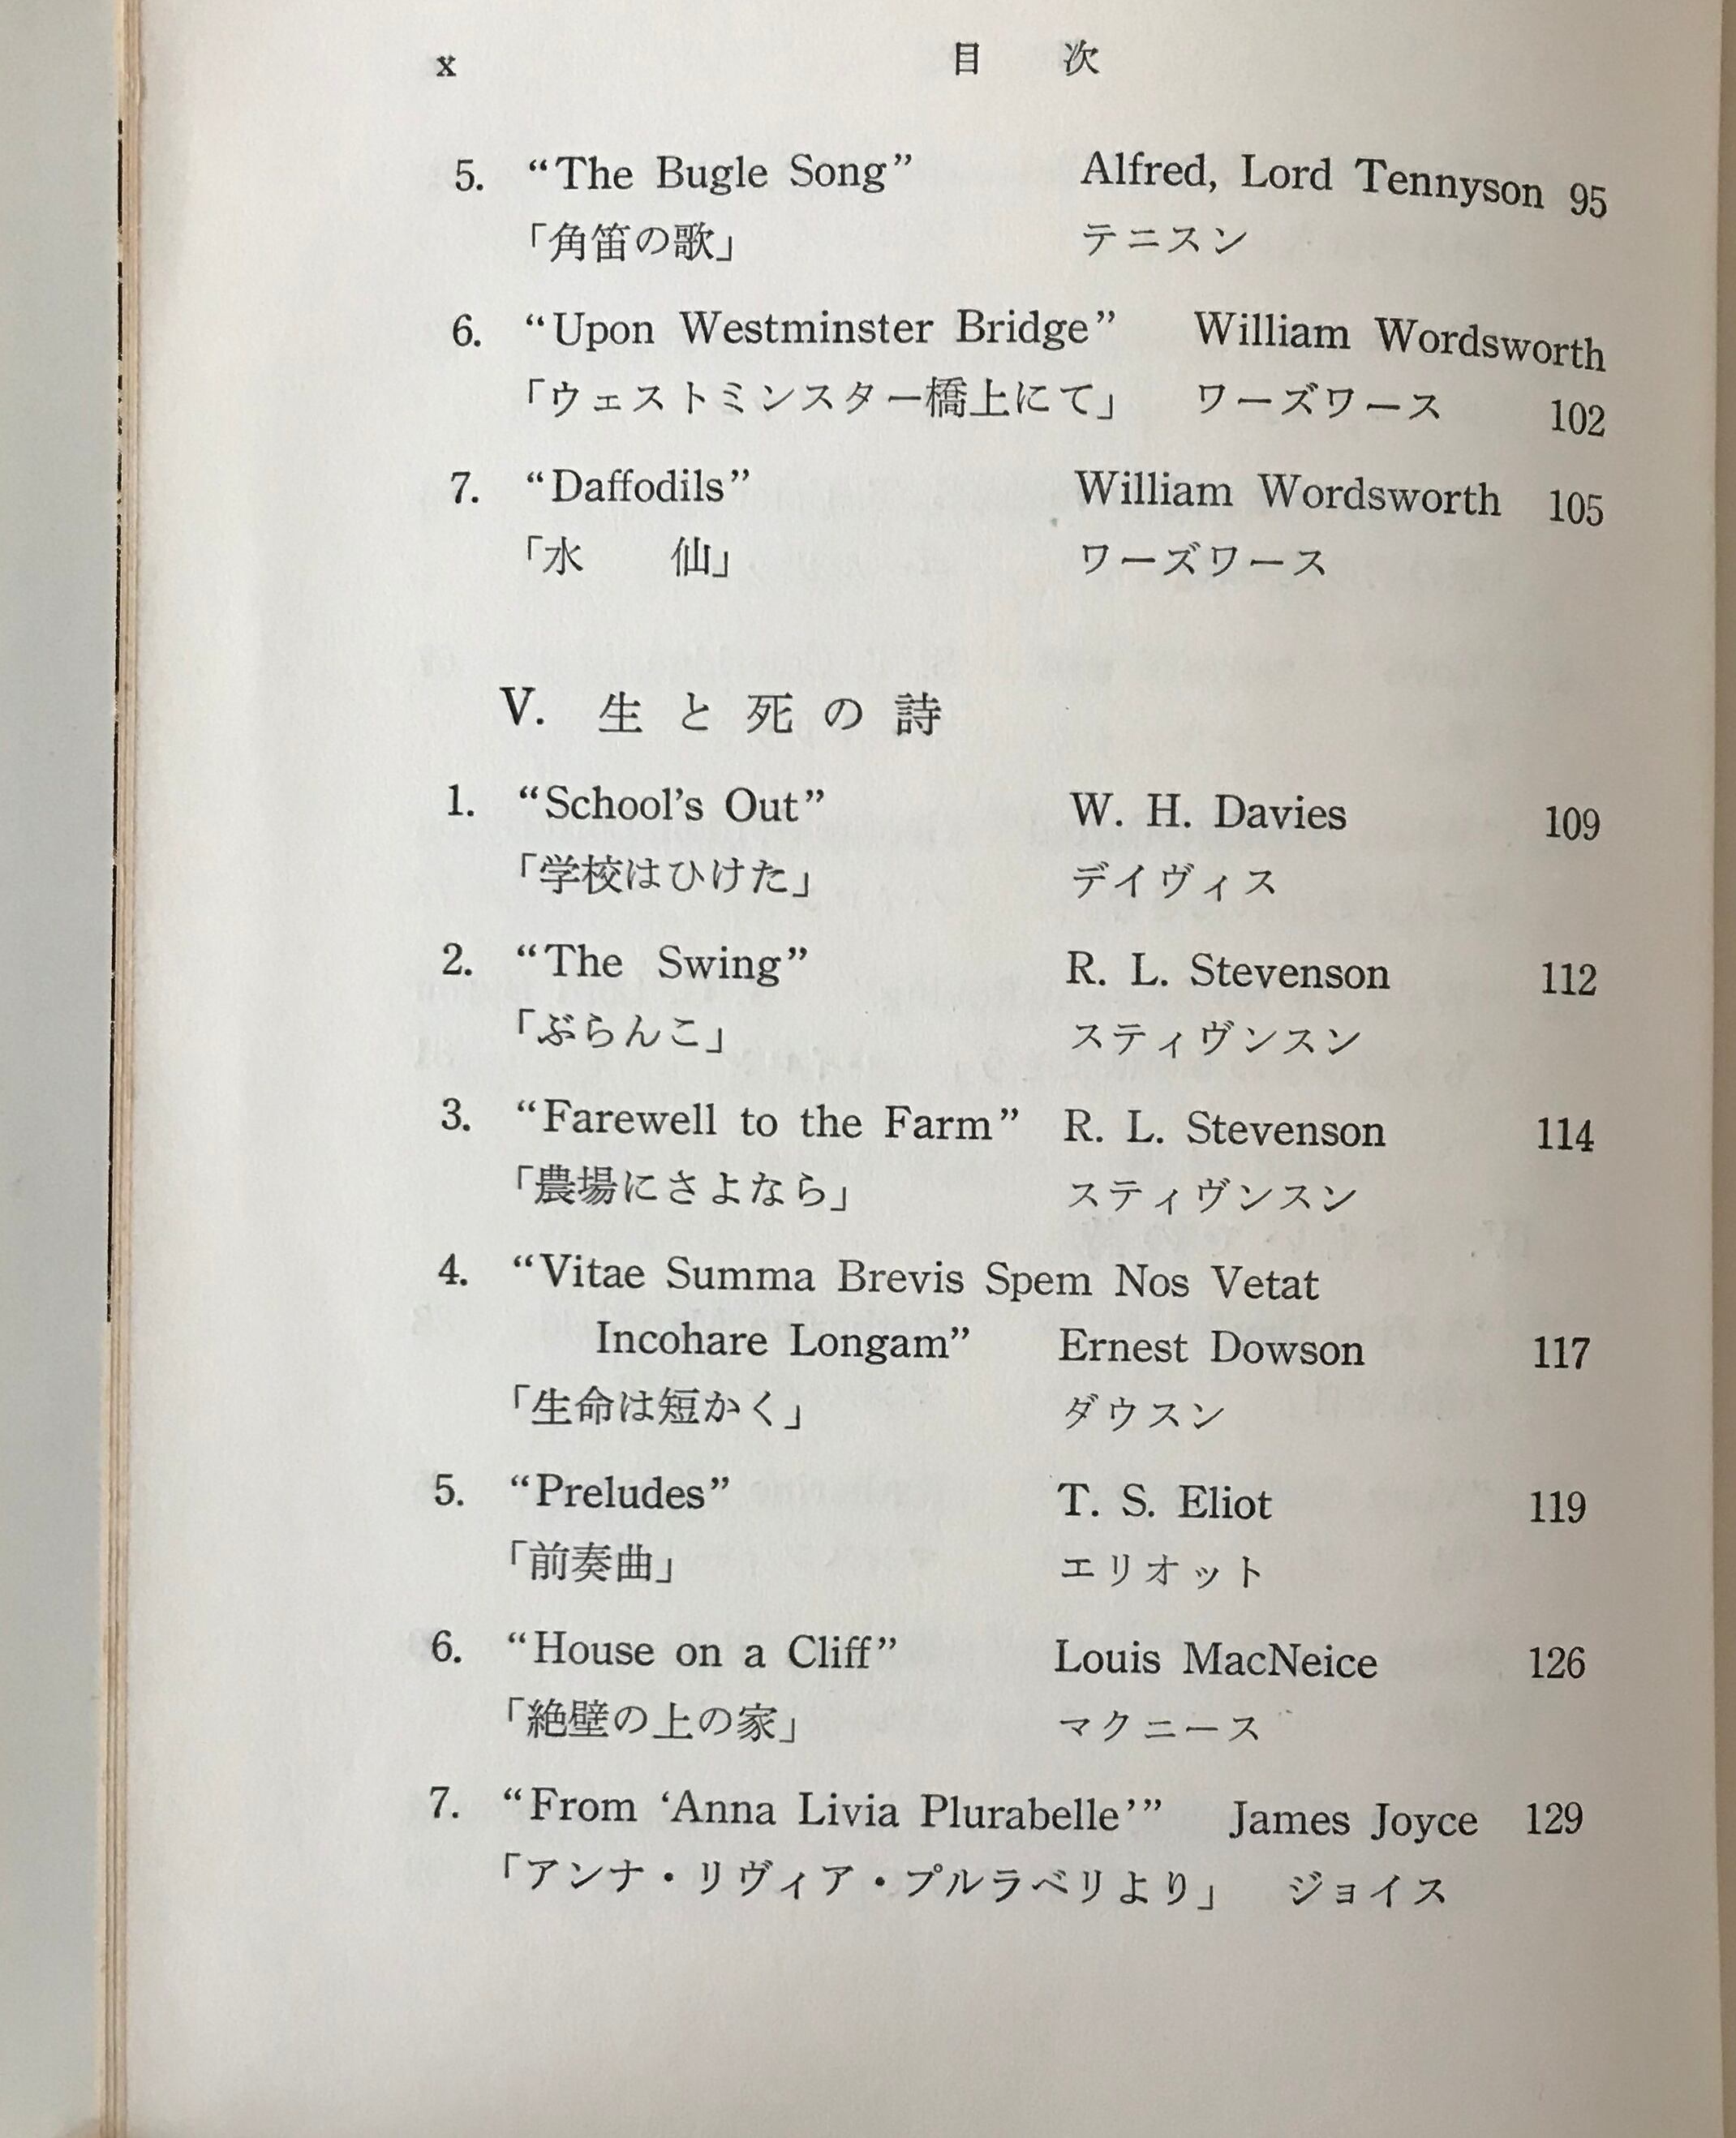 x 目次
5. “The Bugle Song” Alfred, Lord Tennyson 95
「角笛の歌」 テニスン
6. “Upon Westminster Bridge” William Wordsworth
「ウェストミンスター橋上にて」 ワーズワース 102
7. “Daffodils” William Wordsworth 105
「水仙」 ワーズワース
V. 生と死の詩
1. “School’s Out” W. H. Davies 109
「学校はひけた」 デイヴィス
2. “The Swing” R. L. Stevenson 112
「ぶらんこ」 スティヴンスン
3. “Farewell to the Farm” R. L. Stevenson 114
「農場にさよなら」 スティヴンスン
4. “Vitae Summa Brevis Spem Nos Vetat
Incohare Longam” Ernest Dowson 117
「生命は短かく」 ダウスン
5. “Preludes” T. S. Eliot 119
「前奏曲」 エリオット
6. “House on a Cliff” Louis MacNeice 126
「絶壁の上の家」 マクニース
7. “From ‘Anna Livia Plurabelle’” James Joyce 129
「アンナ・リヴィア・プルラベリより」 ジョイス